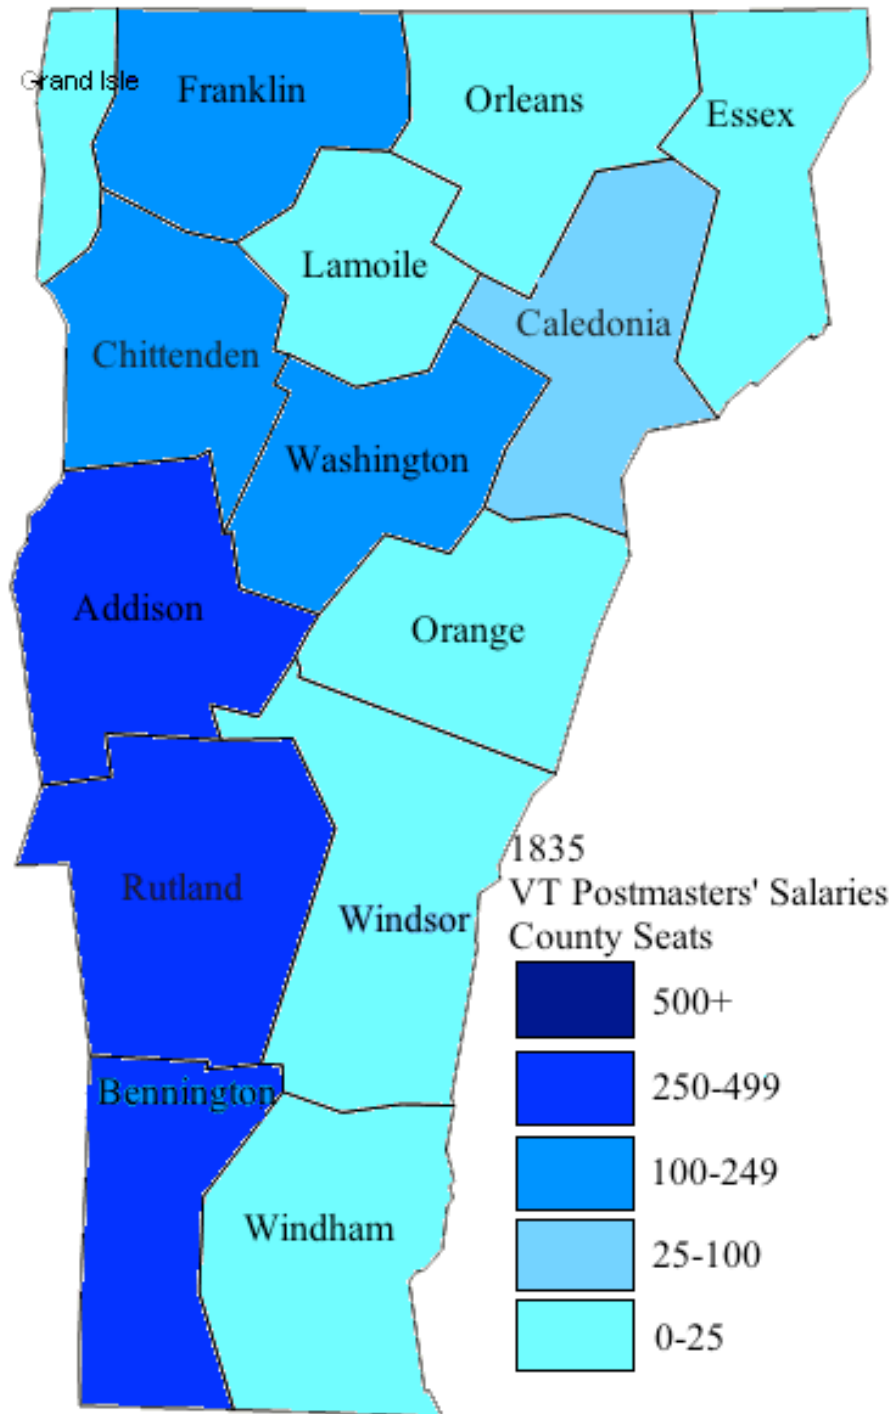 Grand Isle
Franklin
Orleans
Essex
Lamoile
Caledonia
Chittenden
Washington
Addison
Orange
Rutland
Windsor
Bennington
Windham
1835
VT Postmasters' Salaries
County Seats
500+
250-499
100-249
25-100
0-25